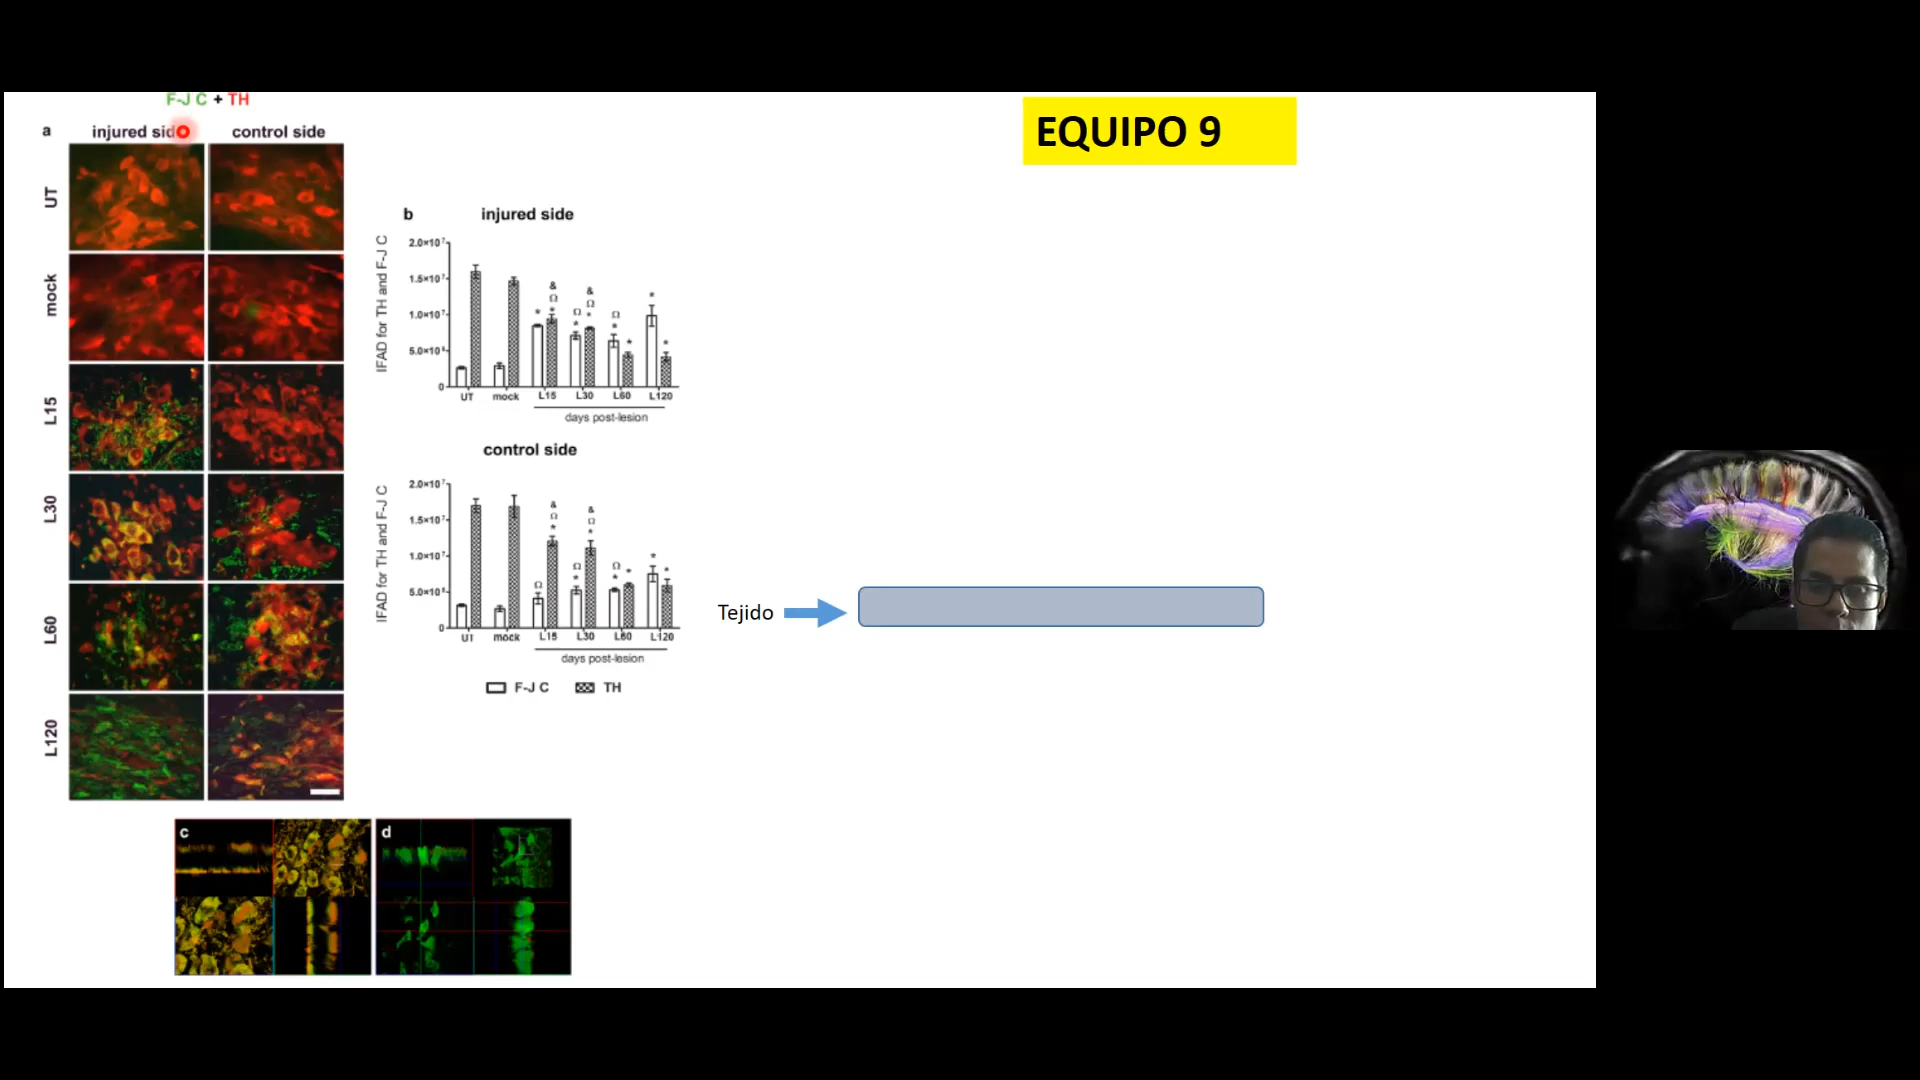 F-J C + TH
EQUIPO 9
a
injured side
control side
UT
mock
L15
L30
L60
L120
b
injured side
IFAD for TH and F-J C
2.0×10⁷
1.5×10⁷
1.0×10⁷
5.0×10⁶
0
&
Ω
*
*
&
Ω
*
Ω
*
Ω
*
*
*
*
UT mock L15 L30 L60 L120
days post-lesion
control side
IFAD for TH and F-J C
2.0×10⁷
1.5×10⁷
1.0×10⁷
5.0×10⁶
0
&
Ω
*
Ω
&
Ω
*
Ω
*
Ω
*
*
*
*
UT mock L15 L30 L60 L120
days post-lesion
F-J C TH
Tejido
c
d